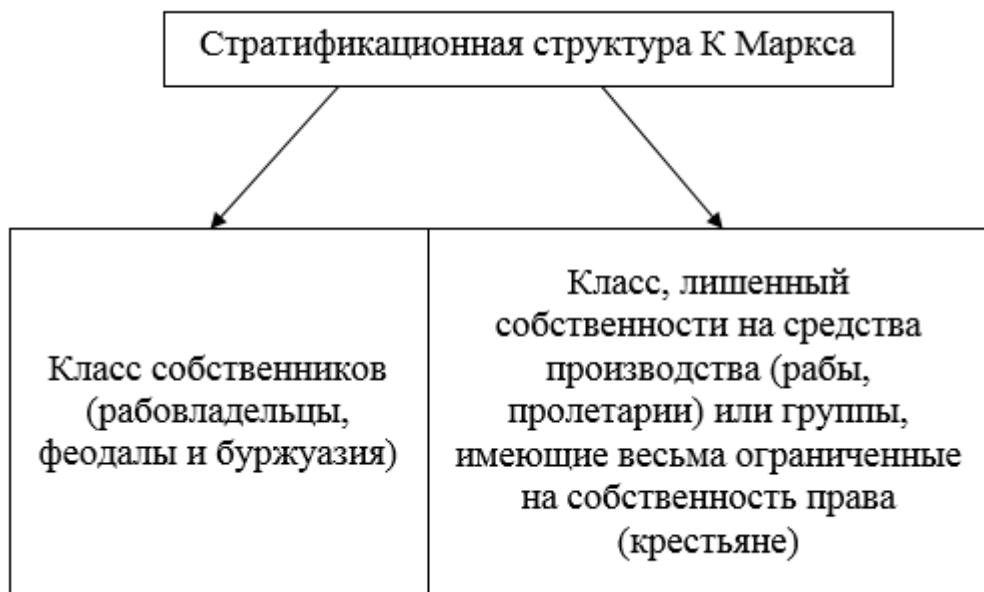 Стратификационная структура К Маркса
Класс собственников
(рабовладельцы,
феодалы и буржуазия)
Класс, лишенный
собственности на средства
производства (рабы,
пролетарии) или группы,
имеющие весьма ограниченные
на собственность права
(крестьяне)